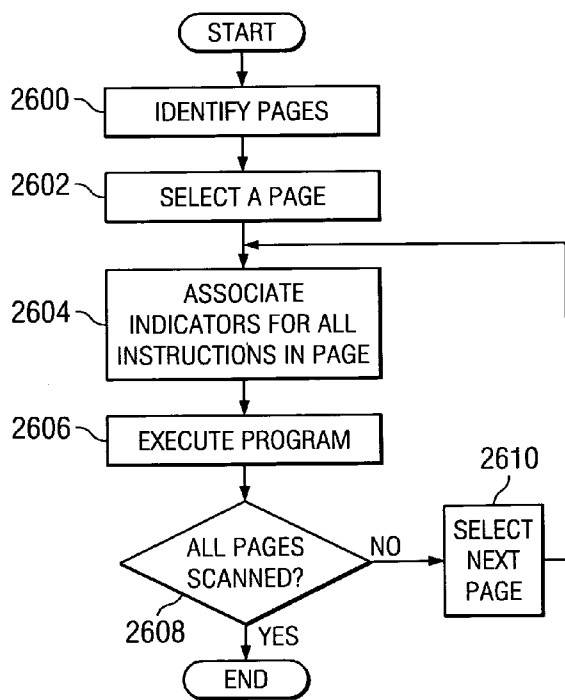 START
2600
IDENTIFY PAGES
2602
SELECT A PAGE
2604
ASSOCIATE
INDICATORS FOR ALL
INSTRUCTIONS IN PAGE
2606
EXECUTE PROGRAM
ALL PAGES
SCANNED?
2608
NO
2610
SELECT
NEXT
PAGE
YES
END